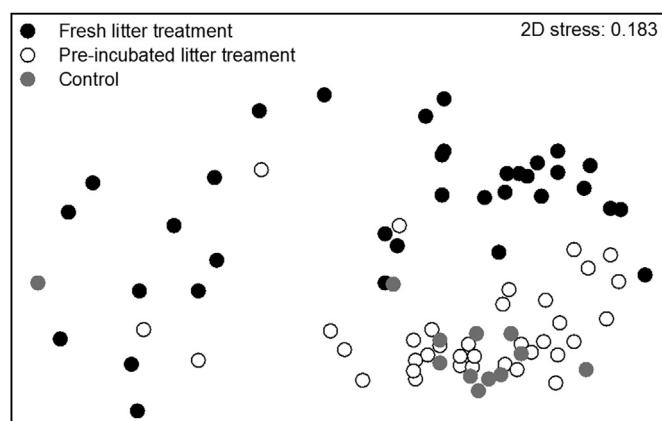 Fresh litter treatment
2D stress: 0.183
Pre-incubated litter treament
Control